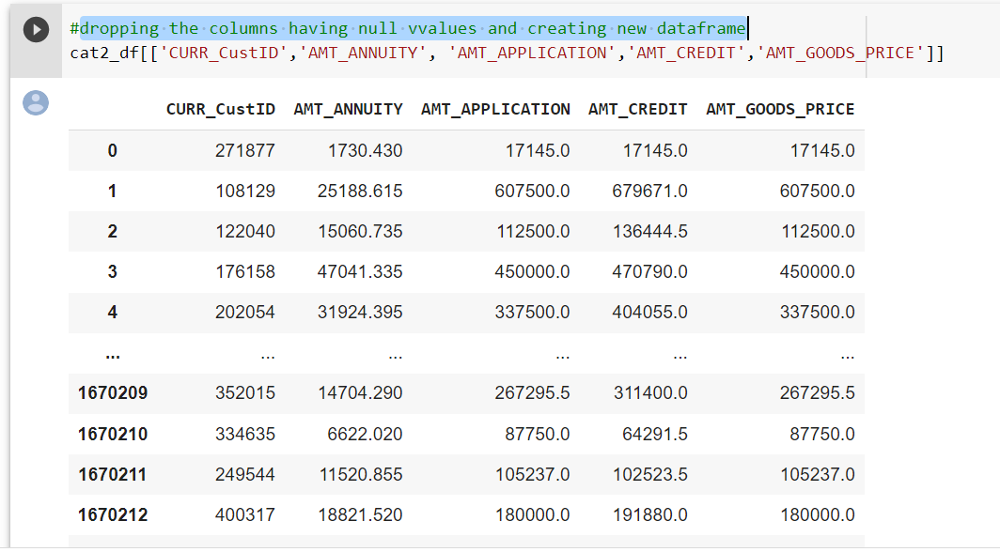 #dropping the columns having null vvalues and creating new dataframe
cat2_df[['CURR_CustID','AMT_ANNUITY', 'AMT_APPLICATION','AMT_CREDIT','AMT_GOODS_PRICE']]
CURR_CustID AMT_ANNUITY AMT_APPLICATION AMT_CREDIT AMT_GOODS_PRICE
0 271877 1730.430 17145.0 17145.0 17145.0
1 108129 25188.615 607500.0 679671.0 607500.0
2 122040 15060.735 112500.0 136444.5 112500.0
3 176158 47041.335 450000.0 470790.0 450000.0
4 202054 31924.395 337500.0 404055.0 337500.0
... ... ... ... ... ...
1670209 352015 14704.290 267295.5 311400.0 267295.5
1670210 334635 6622.020 87750.0 64291.5 87750.0
1670211 249544 11520.855 105237.0 102523.5 105237.0
1670212 400317 18821.520 180000.0 191880.0 180000.0